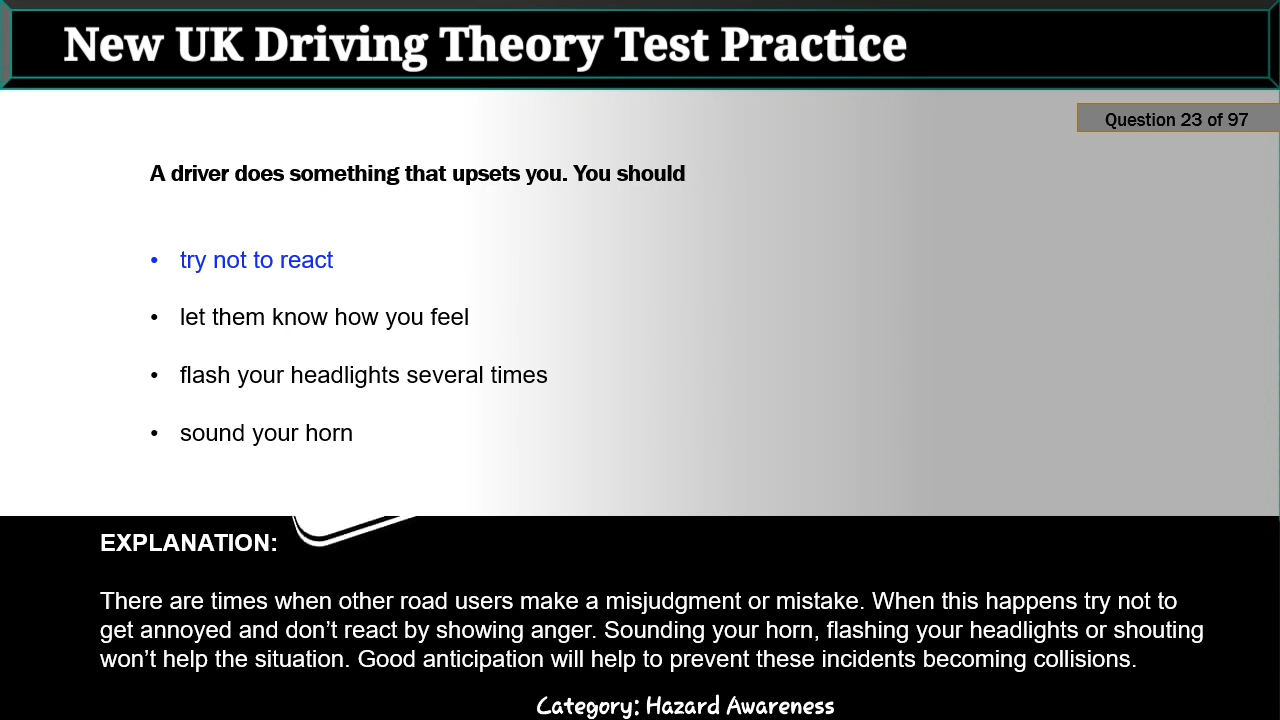 New UK Driving Theory Test Practice
Question 23 of 97
A driver does something that upsets you. You should
• try not to react
• let them know how you feel
• flash your headlights several times
• sound your horn
EXPLANATION:
There are times when other road users make a misjudgment or mistake. When this happens try not to
get annoyed and don’t react by showing anger. Sounding your horn, flashing your headlights or shouting
won’t help the situation. Good anticipation will help to prevent these incidents becoming collisions.
Category: Hazard Awareness